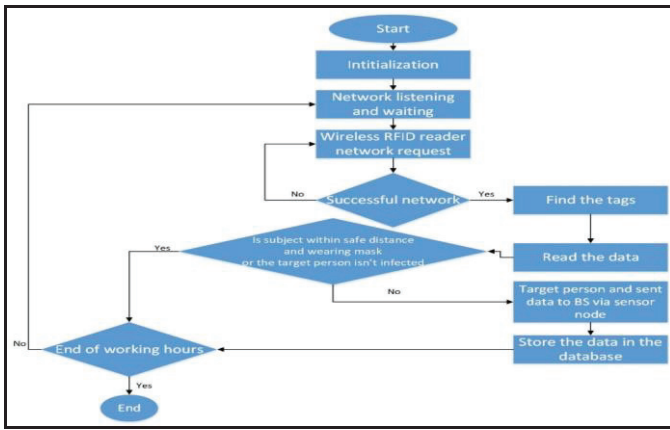 Start
Intitialization
Network listening
and waiting
Wireless RFID reader
network request
No
Successful network
Yes
Find the tags
Is subject within safe distance
and wearing mask
or the target person isn't infected
Yes
Read the data
No
Target person and sent
data to BS via sensor
node
Store the data in the
database
No
End of working hours
Yes
End